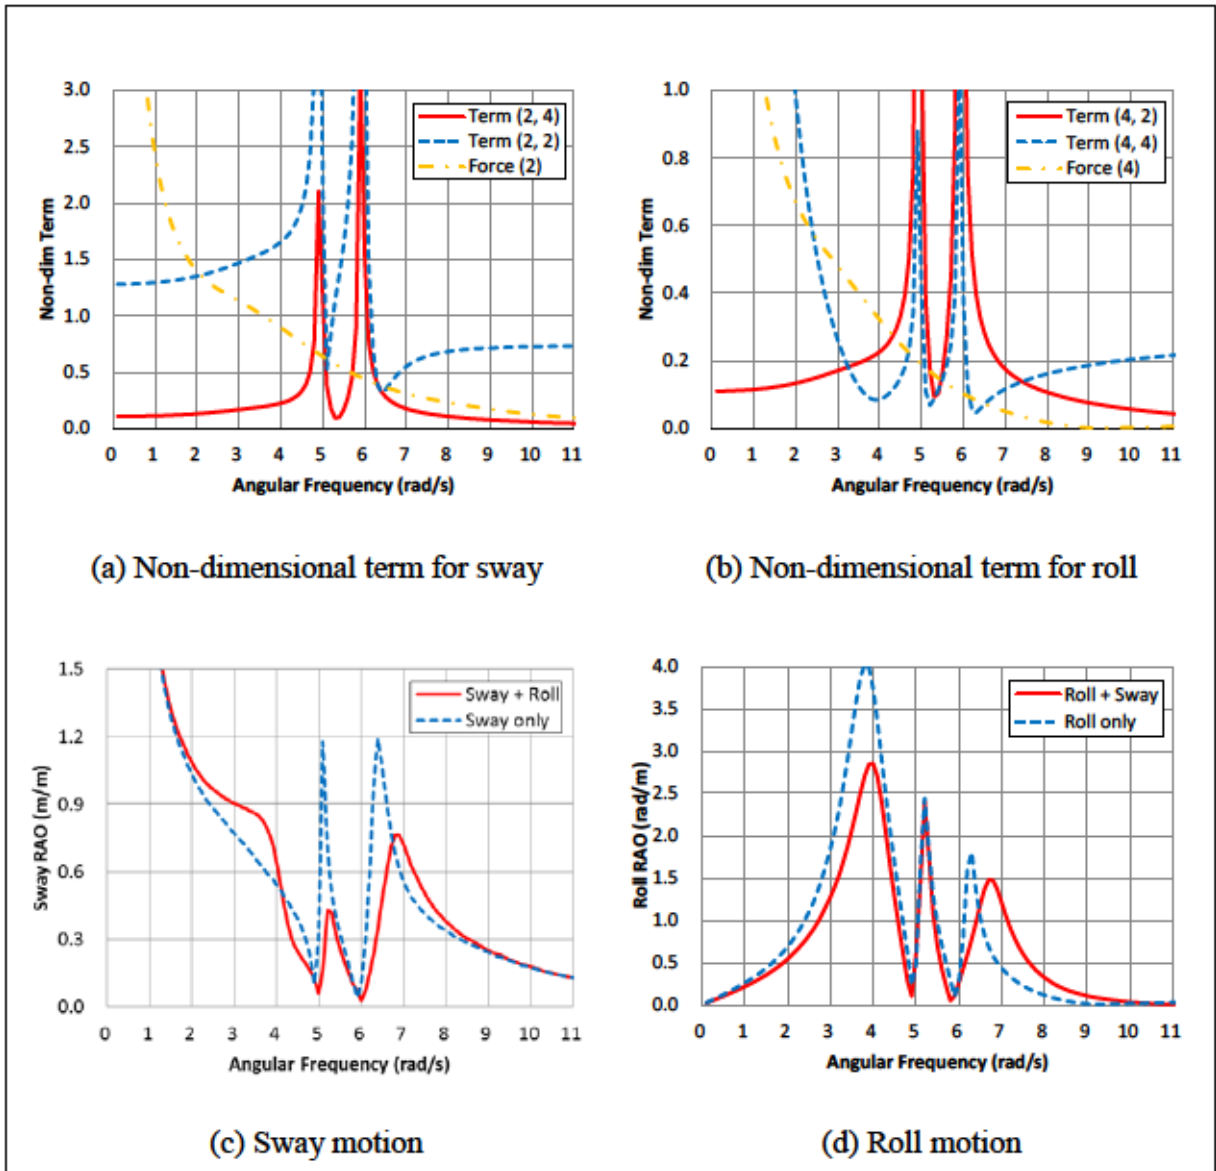 3.0
2.5
2.0
1.5
1.0
0.5
0.0
Non-dim Term
Term (2, 4)
Term (2, 2)
Force (2)
0 1 2 3 4 5 6 7 8 9 10 11
Angular Frequency (rad/s)
(a) Non-dimensional term for sway
1.0
0.8
0.6
0.4
0.2
0.0
Non-dim Term
Term (4, 2)
Term (4, 4)
Force (4)
0 1 2 3 4 5 6 7 8 9 10 11
Angular Frequency (rad/s)
(b) Non-dimensional term for roll
1.5
1.2
0.9
0.6
0.3
0.0
Sway RAO (m/m)
Sway + Roll
Sway only
0 1 2 3 4 5 6 7 8 9 10 11
Angular Frequency (rad/s)
(c) Sway motion
4.0
3.5
3.0
2.5
2.0
1.5
1.0
0.5
0.0
Roll RAO (rad/m)
Roll + Sway
Roll only
0 1 2 3 4 5 6 7 8 9 10 11
Angular Frequency (rad/s)
(d) Roll motion